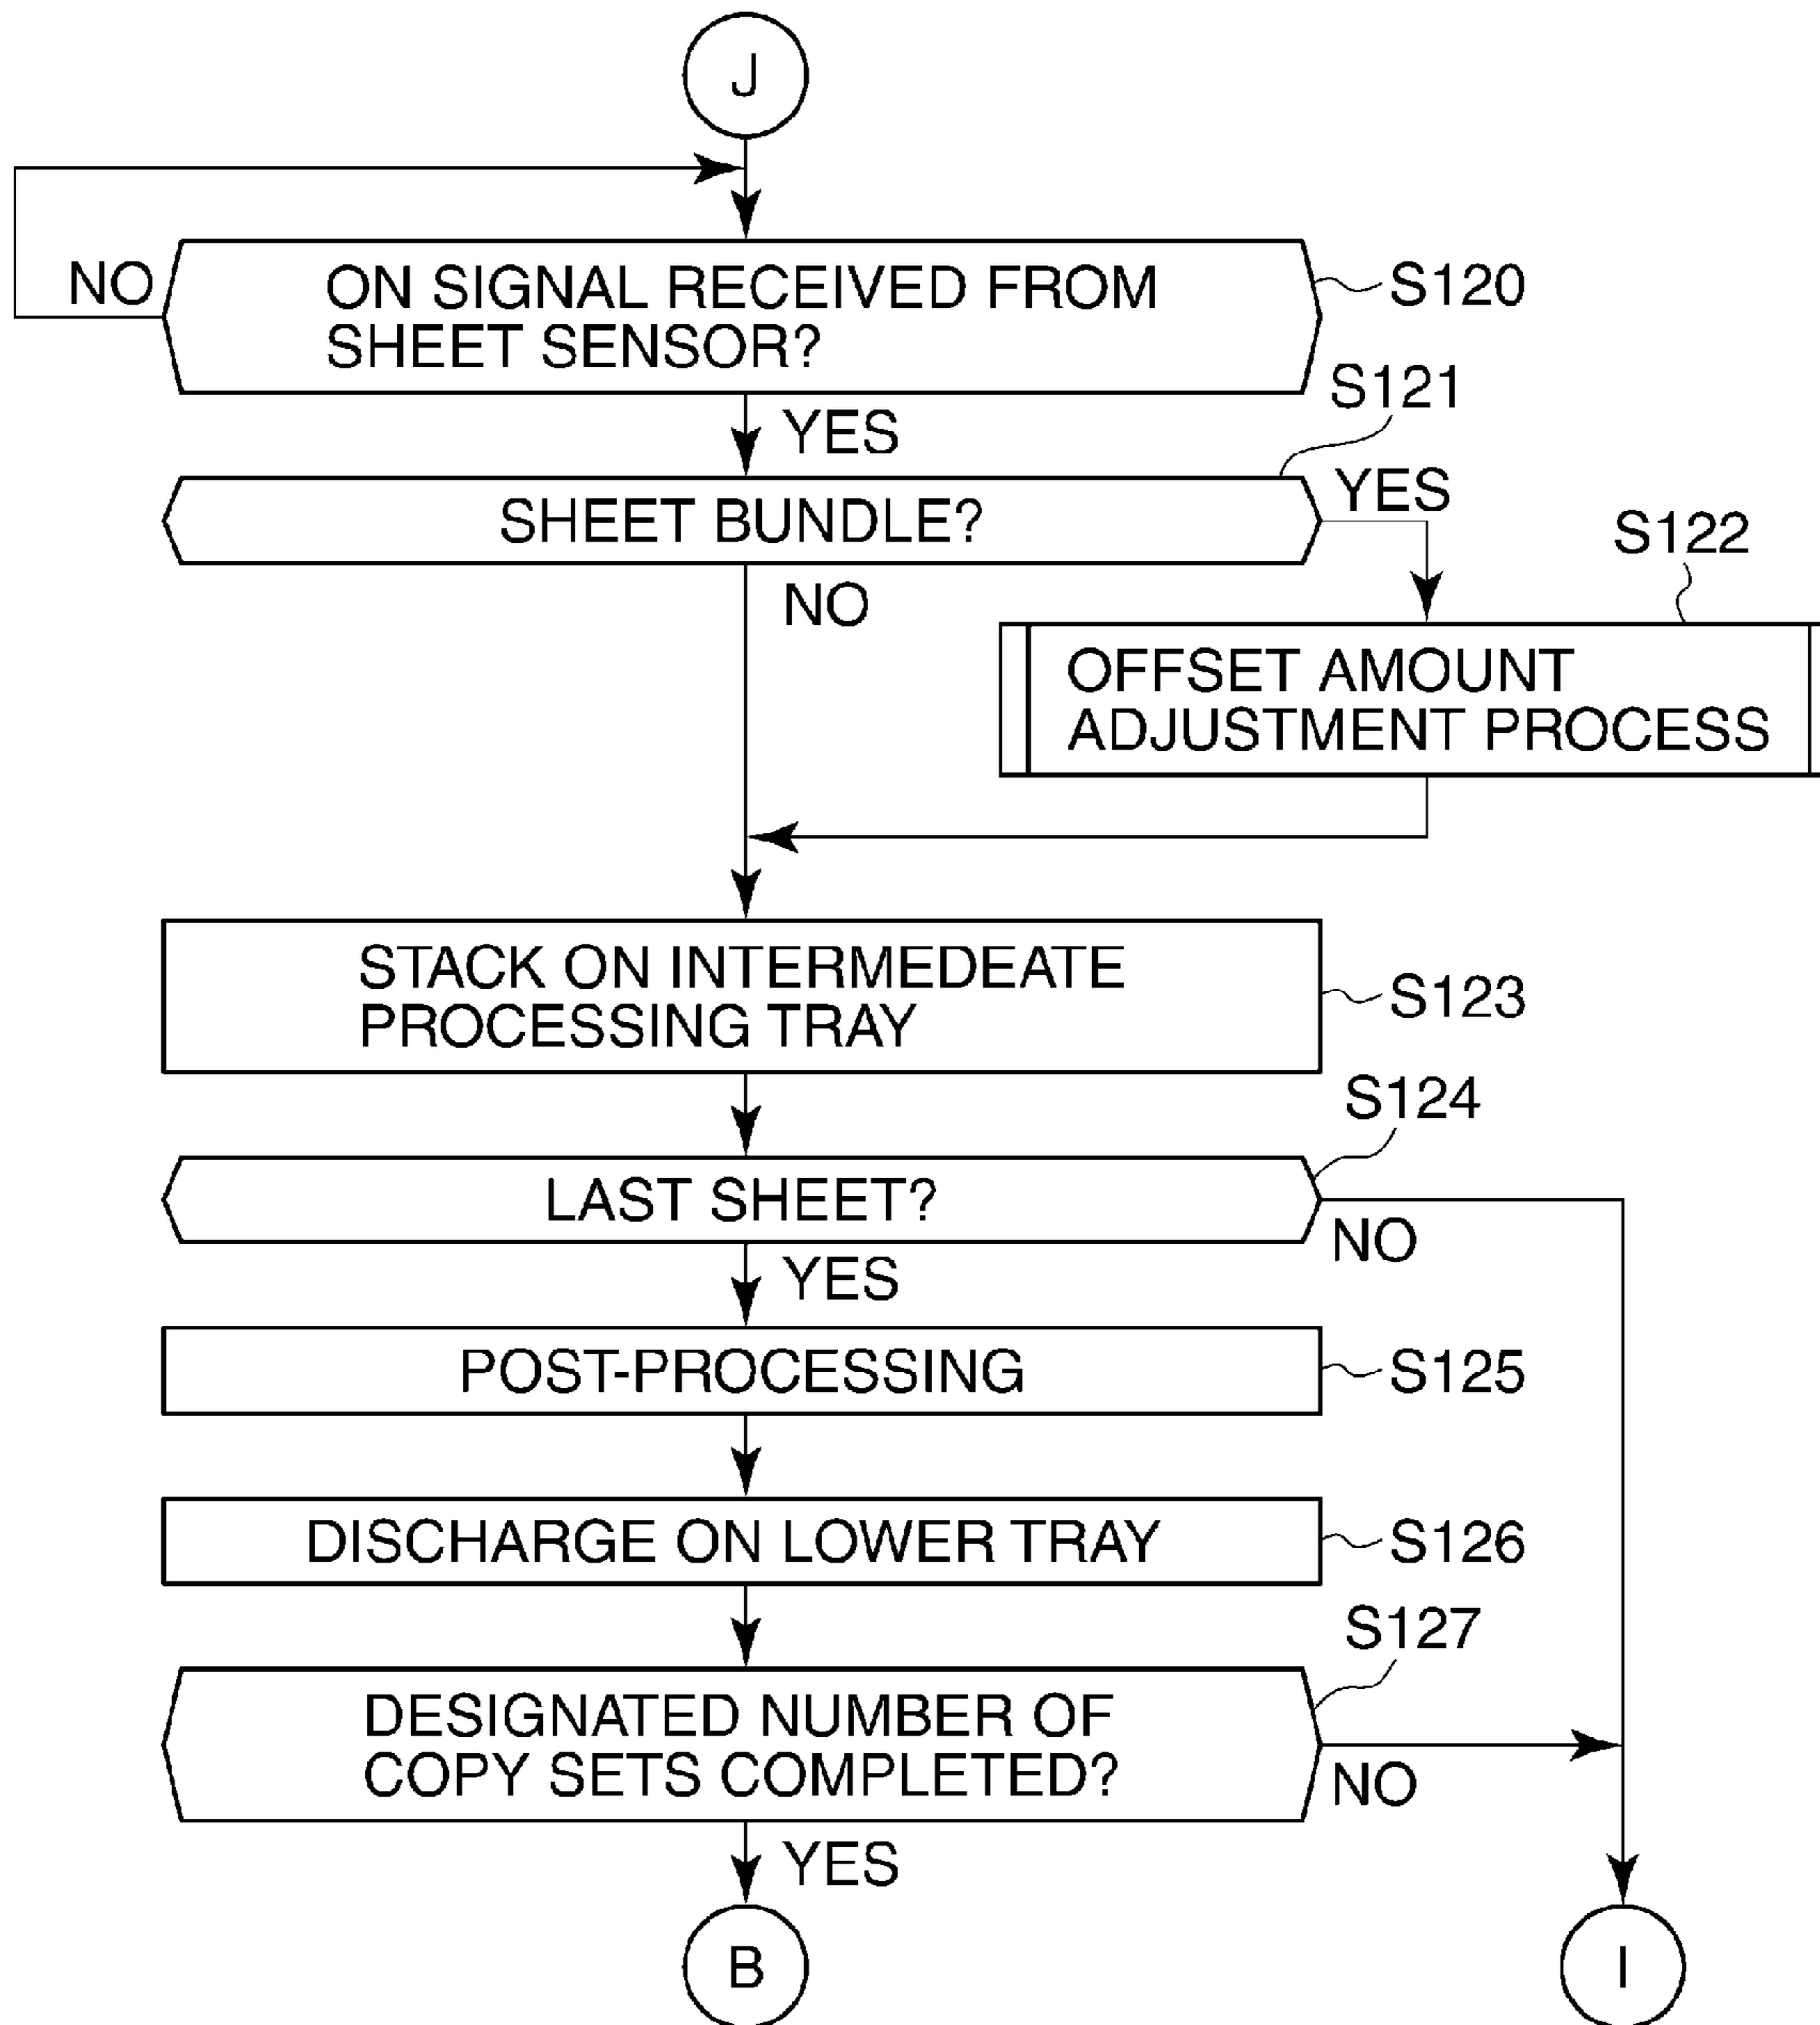 J
NO
ON SIGNAL RECEIVED FROM
SHEET SENSOR?
S120
S121
YES
SHEET BUNDLE?
YES
S122
NO
OFFSET AMOUNT
ADJUSTMENT PROCESS
STACK ON INTERMEDEATE
PROCESSING TRAY
S123
S124
LAST SHEET?
NO
YES
POST-PROCESSING
S125
DISCHARGE ON LOWER TRAY
S126
S127
DESIGNATED NUMBER OF
COPY SETS COMPLETED?
NO
YES
B
I